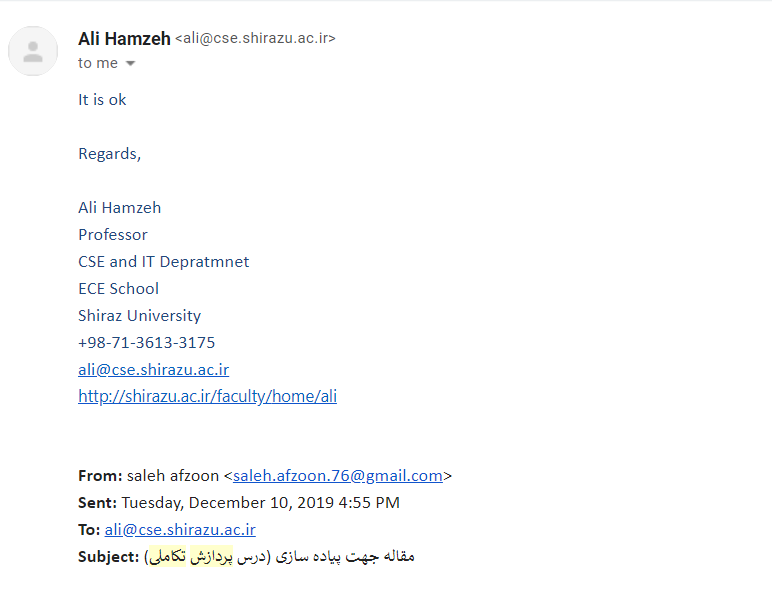 Ali Hamzeh <ali@cse.shirazu.ac.ir>
to me
It is ok
Regards,
Ali Hamzeh
Professor
CSE and IT Depratmnet
ECE School
Shiraz University
+98-71-3613-3175
ali@cse.shirazu.ac.ir
http://shirazu.ac.ir/faculty/home/ali
From: saleh afzoon <saleh.afzoon.76@gmail.com>
Sent: Tuesday, December 10, 2019 4:55 PM
To: ali@cse.shirazu.ac.ir
Subject: مقاله جهت پیاده سازی (درس پردازش تکاملی)